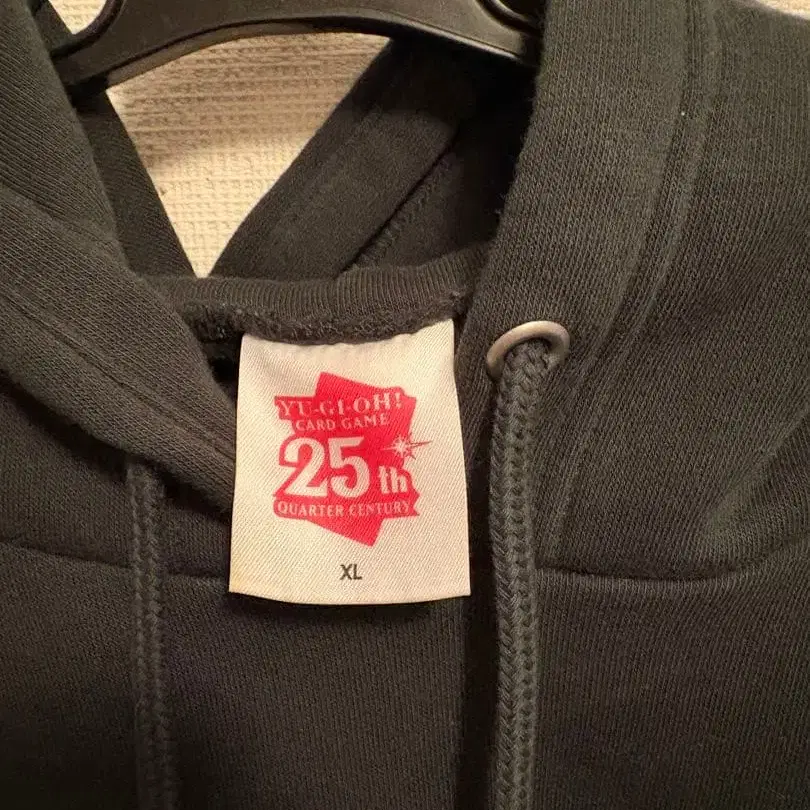 YU-GI-OH!
CARD GAME
25th
QUARTER CENTURY
XL